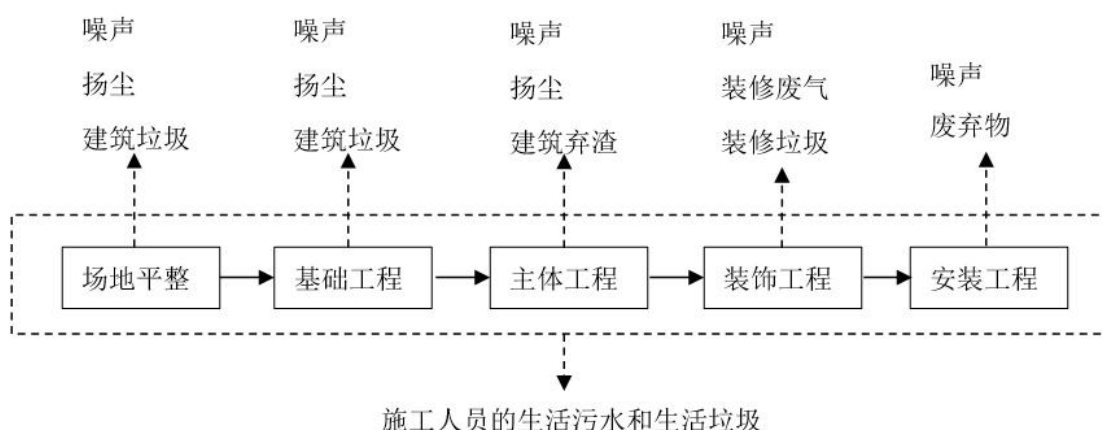 噪声
扬尘
建筑垃圾
噪声
扬尘
建筑垃圾
噪声
扬尘
建筑弃渣
噪声
装修废气
装修垃圾
噪声
废弃物
场地平整
基础工程
主体工程
装饰工程
安装工程
施工人员的生活污水和生活垃圾